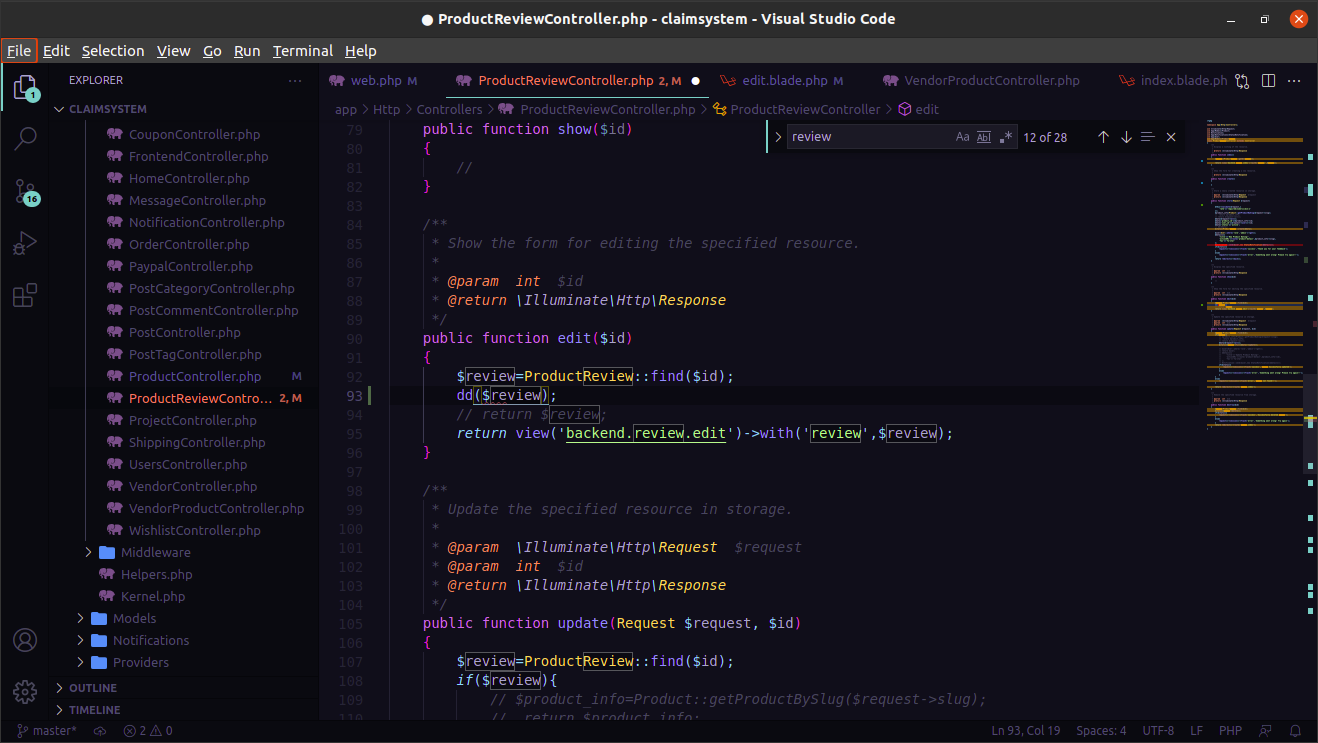 ● ProductReviewController.php - claimsystem - Visual Studio Code
File Edit Selection View Go Run Terminal Help
EXPLORER ···
1
16
CLAIMSYSTEM
CouponController.php
FrontendController.php
HomeController.php
MessageController.php
NotificationController.php
OrderController.php
PaypalController.php
PostCategoryController.php
PostCommentController.php
PostController.php
PostTagController.php
ProductController.php M
ProductReviewContro... 2, M
ProjectController.php
ShippingController.php
UsersController.php
VendorController.php
VendorProductController.php
WishlistController.php
Middleware
Helpers.php
Kernel.php
Models
Notifications
Providers
OUTLINE
TIMELINE
web.php M ProductReviewController.php 2, M ● edit.blade.php M VendorProductController.php index.blade.ph ···
app > Http > Controllers > ProductReviewController.php > ProductReviewController > edit
review Aa Abl .* 12 of 28
79 public function show($id)
80 {
81 //
82 }
83
84 /**
85 * Show the form for editing the specified resource.
86 *
87 * @param  int  $id
88 * @return \Illuminate\Http\Response
89 */
90 public function edit($id)
91 {
92 $review=ProductReview::find($id);
93 dd($review);
94 // return $review;
95 return view('backend.review.edit')->with('review',$review);
96 }
97
98 /**
99 * Update the specified resource in storage.
100 *
101 * @param  \Illuminate\Http\Request  $request
102 * @param  int  $id
103 * @return \Illuminate\Http\Response
104 */
105 public function update(Request $request, $id)
106 {
107 $review=ProductReview::find($id);
108 if($review){
109 // $product_info=Product::getProductBySlug($request->slug);
110 //  return $product_info;
master* 2 0 Ln 93, Col 19 Spaces: 4 UTF-8 LF PHP